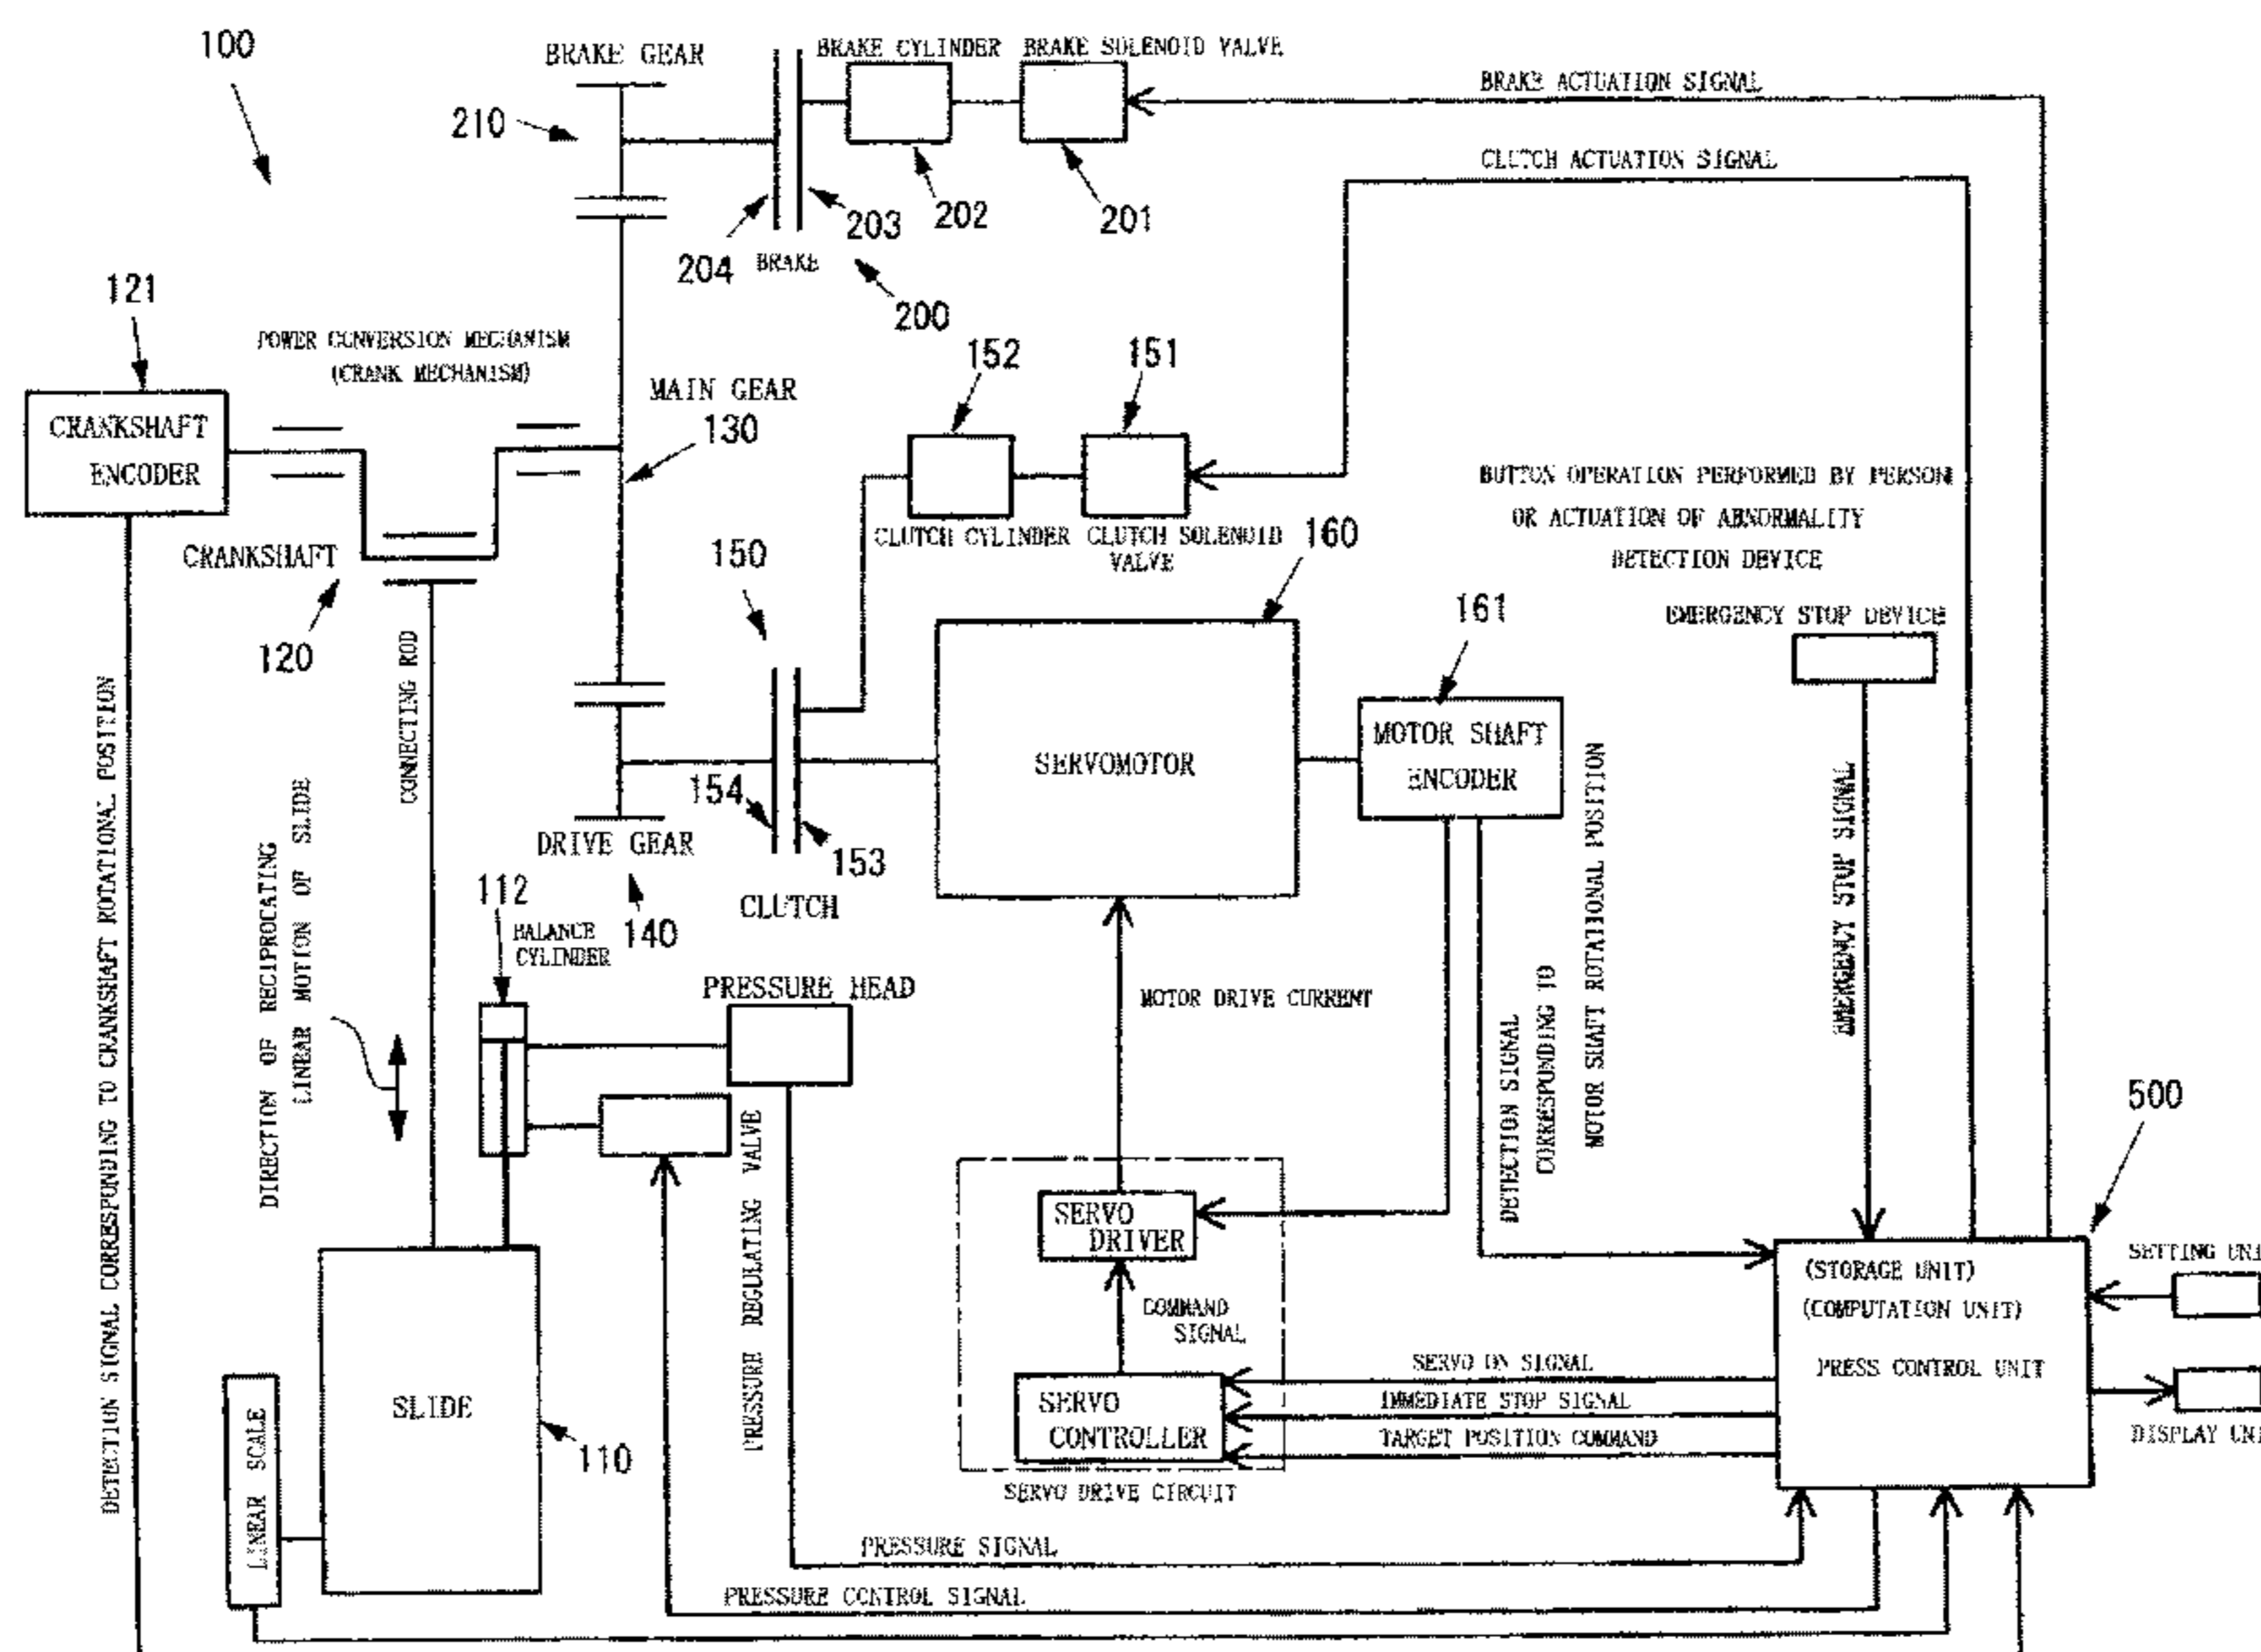 100
BRAKE GEAR
BRAKE CYLINDER
BRAKE SOLENOID VALVE
BRAKE ACTUATION SIGNAL
210
CLUTCH ACTUATION SIGNAL
202
201
203
204
BRAKE
200
121
POWER CONVERSION MECHANISM
(CRANK MECHANISM)
152
151
MAIN GEAR
130
CRANKSHAFT
ENCODER
BUTTON OPERATION PERFORMED BY PERSON
OR ACTUATION OF ABNORMALITY
DETECTION DEVICE
CLUTCH CYLINDER
CLUTCH SOLENOID
VALVE
160
CRANKSHAFT
150
120
161
EMERGENCY STOP DEVICE
CONNECTING ROD
SERVOMOTOR
MOTOR SHAFT
ENCODER
154
153
DRIVE GEAR
140
CLUTCH
112
BALANCE
CYLINDER
DETECTION SIGNAL CORRESPUNDING TO CRANKSHAFT ROTATIONAL POSITION
DIRECTION OF RECIPROCATING
LINEAR MOTION OF SLIDE
PRESSURE HEAD
MOTOR DRIVE CURRENT
DETECTION SIGNAL
CORRESPONDING TO
MOTOR SHAFT ROTATIONAL POSITION
EMERGENCY STOP SIGNAL
500
PRESSURE REGULATING VALVE
SERVO
DRIVER
COMMAND
SIGNAL
SERVO
CONTROLLER
SERVO DRIVE CIRCUIT
(STORAGE UNIT)
(COMPUTATION UNIT)
PRESS CONTROL UNIT
SETTING UNI
DISPLAY UNI
SERVO ON SIGNAL
IMMEDIATE STOP SIGNAL
TARGET POSITION COMMAND
SLIDE
110
LINEAR SCALE
PRESSURE SIGNAL
PRESSURE CONTROL SIGNAL